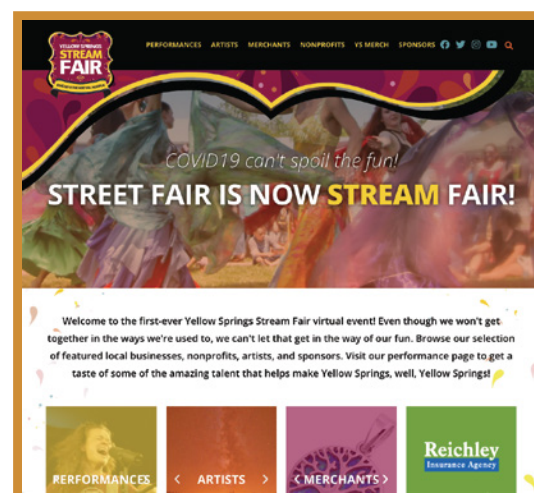 YELLOW SPRINGS
STREAM
FAIR
PERFORMANCES ARTISTS MERCHANTS NONPROFITS YS MERCH SPONSORS
COVID19 can't spoil the fun!
STREET FAIR IS NOW STREAM FAIR!
Welcome to the first-ever Yellow Springs Stream Fair virtual event! Even though we won't get
together in the ways we're used to, we can't let that get in the way of our fun. Browse our selection
of featured local businesses, nonprofits, artists, and sponsors. Visit our performance page to get a
taste of some of the amazing talent that helps make Yellow Springs, well, Yellow Springs!
PERFORMANCES
ARTISTS
MERCHANTS
Reichley
Insurance Agency